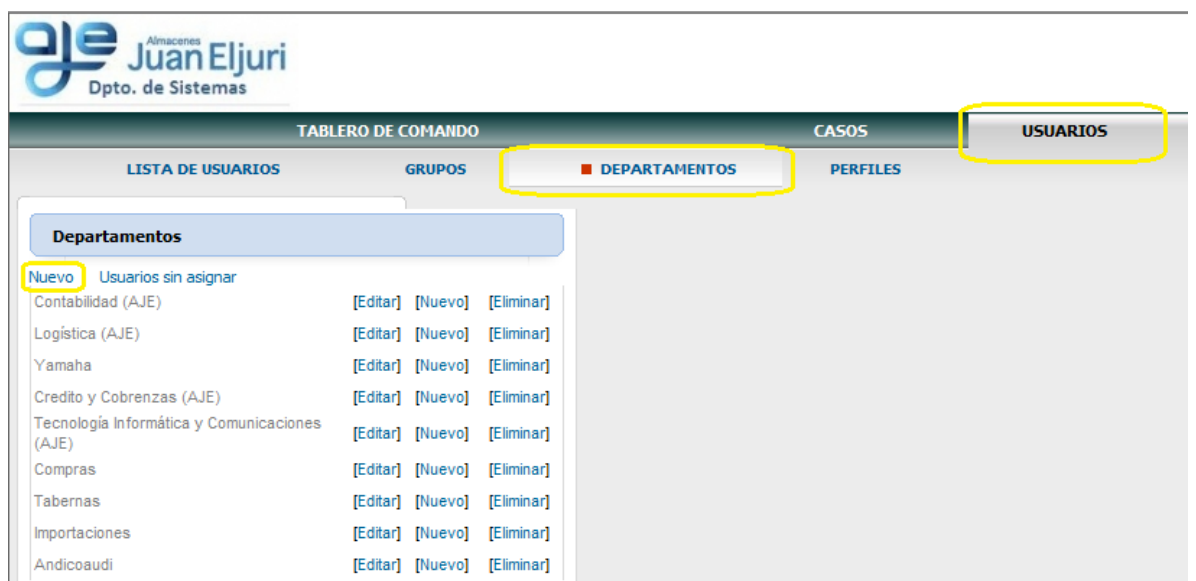 aje
Almacenes
Juan Eljuri
Dpto. de Sistemas
TABLERO DE COMANDO CASOS USUARIOS
LISTA DE USUARIOS GRUPOS DEPARTAMENTOS PERFILES
Departamentos
Nuevo Usuarios sin asignar
Contabilidad (AJE) [Editar] [Nuevo] [Eliminar]
Logística (AJE) [Editar] [Nuevo] [Eliminar]
Yamaha [Editar] [Nuevo] [Eliminar]
Credito y Cobrenzas (AJE) [Editar] [Nuevo] [Eliminar]
Tecnología Informática y Comunicaciones
(AJE) [Editar] [Nuevo] [Eliminar]
Compras [Editar] [Nuevo] [Eliminar]
Tabernas [Editar] [Nuevo] [Eliminar]
Importaciones [Editar] [Nuevo] [Eliminar]
Andicoaudi [Editar] [Nuevo] [Eliminar]